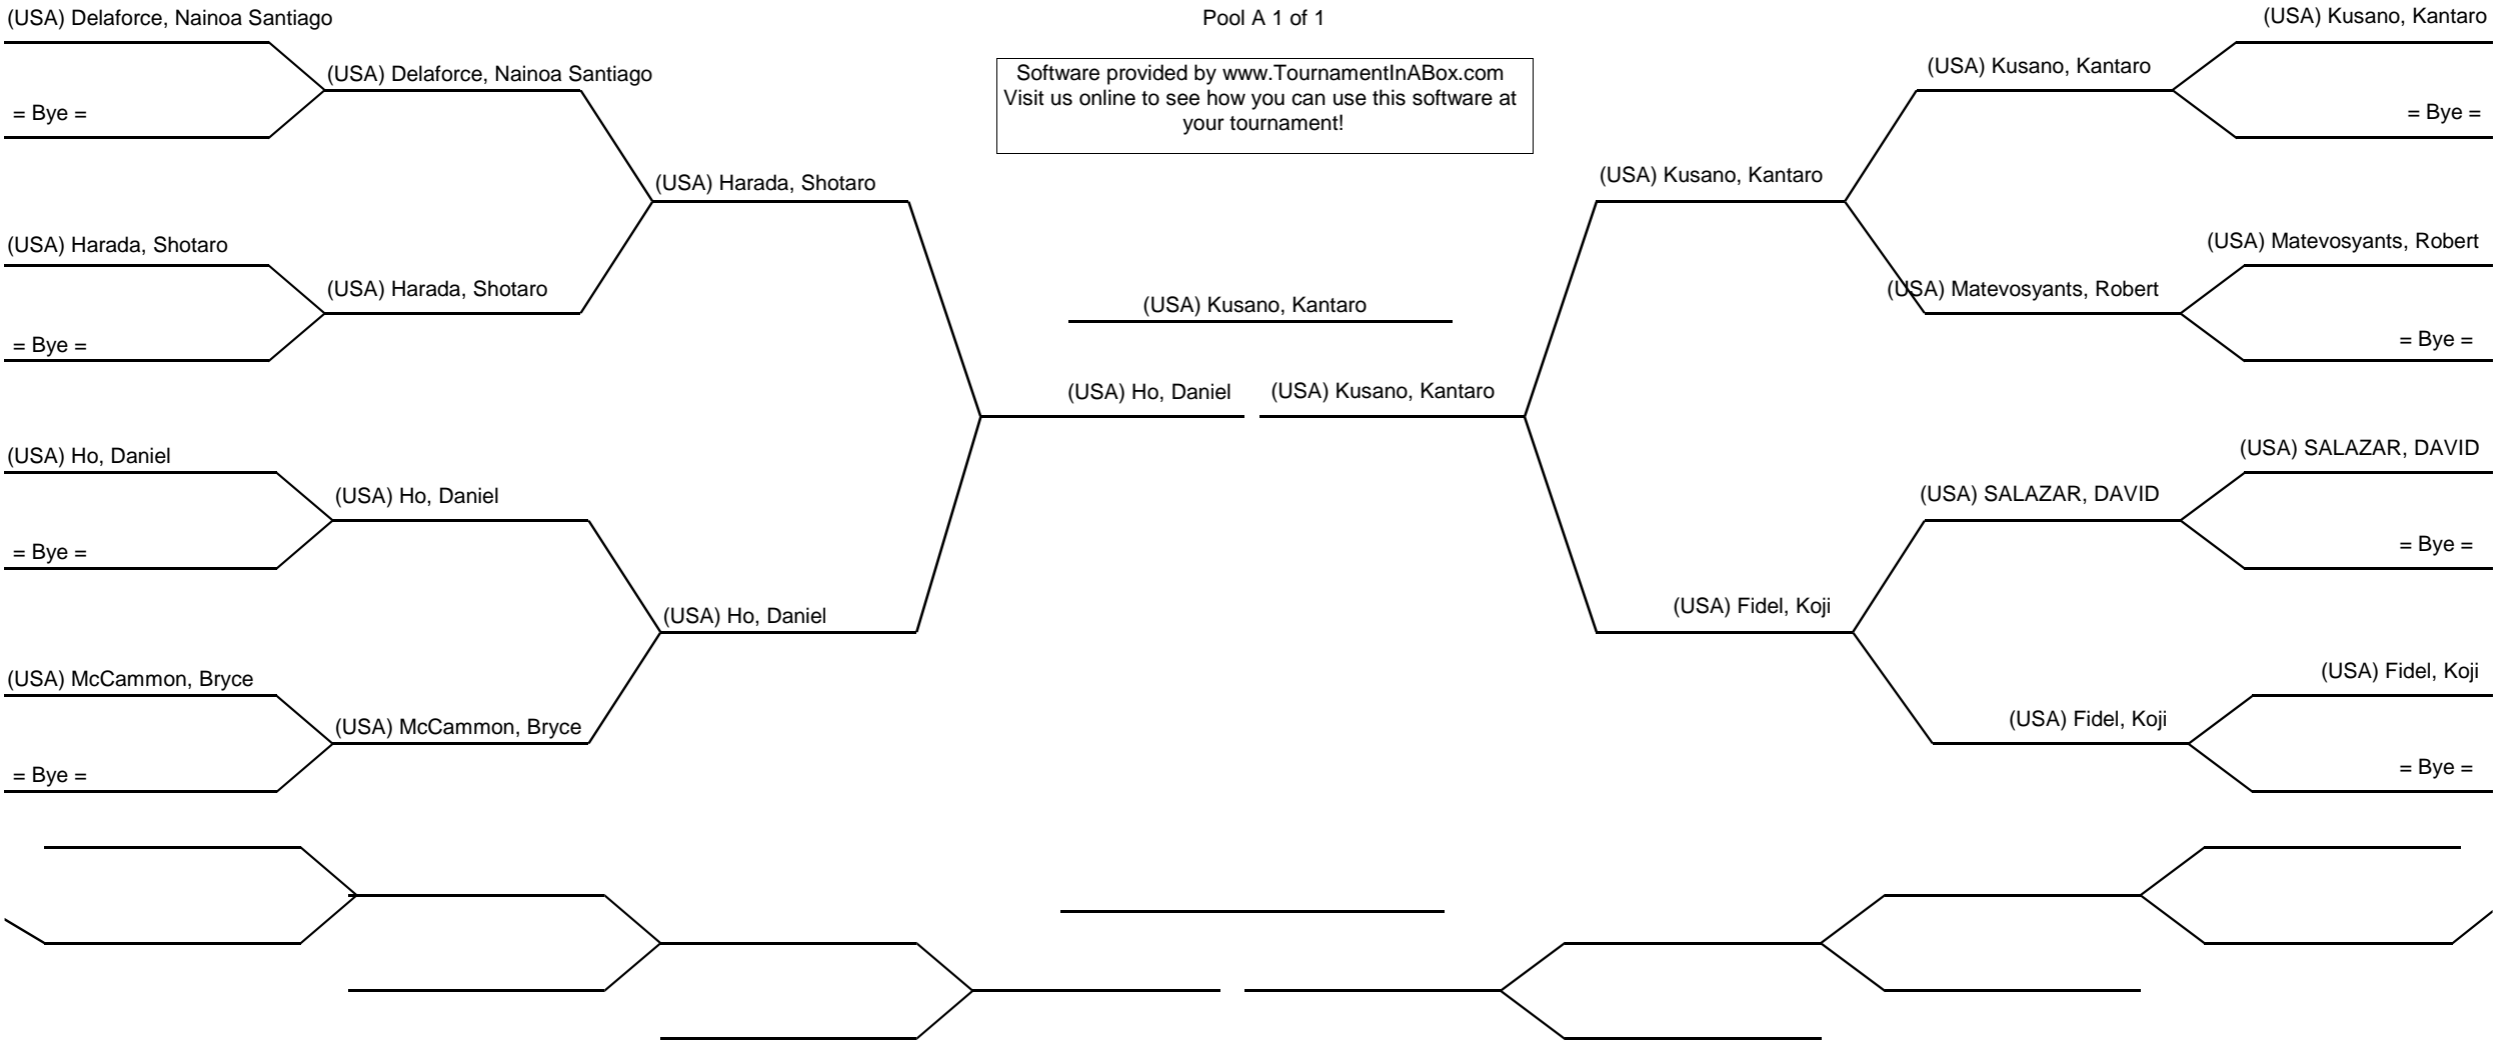 (USA) Delaforce, Nainoa Santiago
Pool A 1 of 1
(USA) Kusano, Kantaro
(USA) Delaforce, Nainoa Santiago
Software provided by www.TournamentInABox.com
Visit us online to see how you can use this software at
your tournament!
(USA) Kusano, Kantaro
= Bye =
= Bye =
(USA) Harada, Shotaro
(USA) Kusano, Kantaro
(USA) Harada, Shotaro
(USA) Matevosyants, Robert
(USA) Harada, Shotaro
(USA) Kusano, Kantaro
(USA) Matevosyants, Robert
= Bye =
= Bye =
(USA) Ho, Daniel
(USA) Kusano, Kantaro
(USA) Ho, Daniel
(USA) SALAZAR, DAVID
(USA) Ho, Daniel
(USA) SALAZAR, DAVID
= Bye =
= Bye =
(USA) Ho, Daniel
(USA) Fidel, Koji
(USA) McCammon, Bryce
(USA) Fidel, Koji
(USA) McCammon, Bryce
(USA) Fidel, Koji
= Bye =
= Bye =